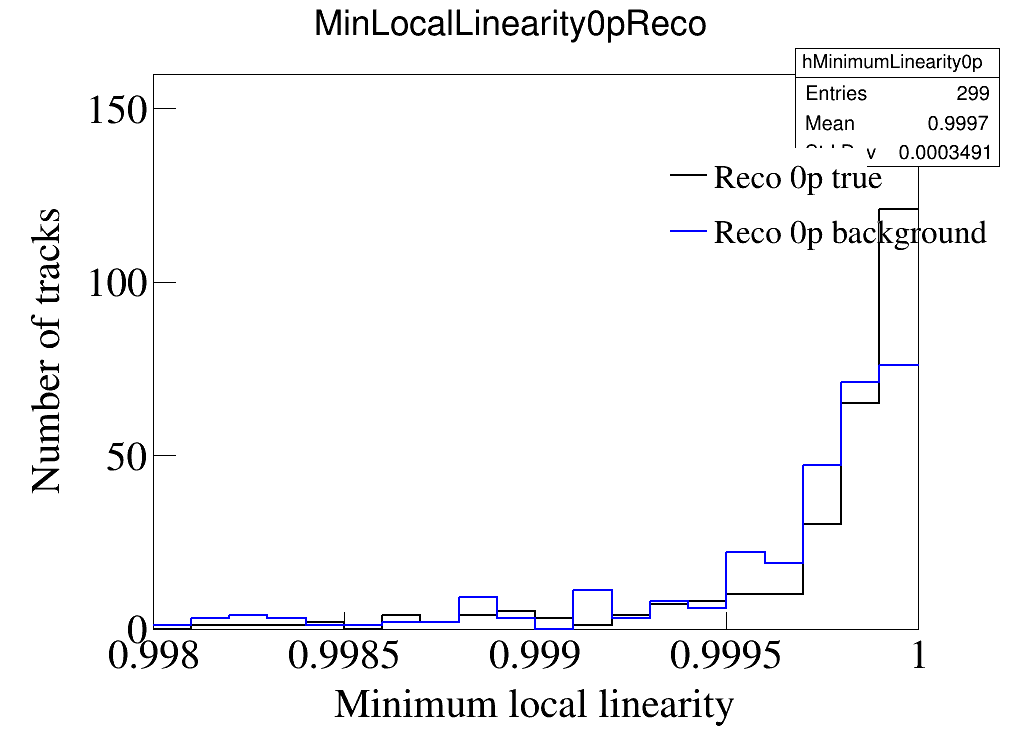 MinLocalLinearity0pReco
hMinimumLinearity0p
Entries 299
Mean 0.9997
0.0003491
Reco 0p true
Reco 0p background
Number of tracks
150
100
50
0
0.998 0.9985 0.999 0.9995 1
Minimum local linearity